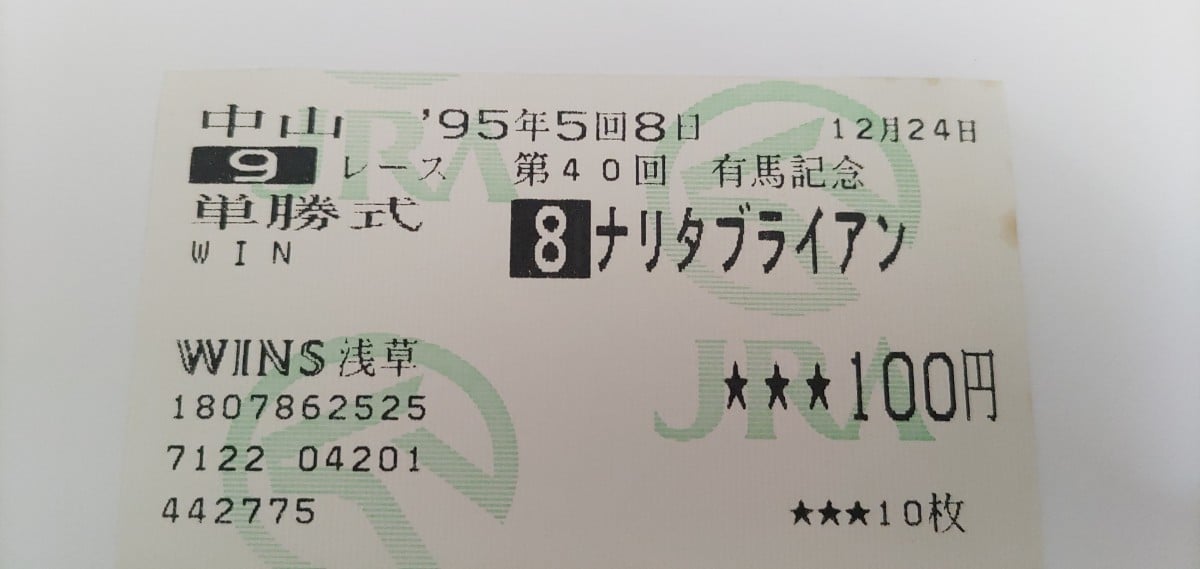 中山 '95年5回8日 12月24日
9 レース 第40回 有馬記念
単勝式 8 ナリタブライアン
WIN
JRA
WINS浅草
★★★100円
1807862525
JRA
7122 04201
442775 ★★★10枚